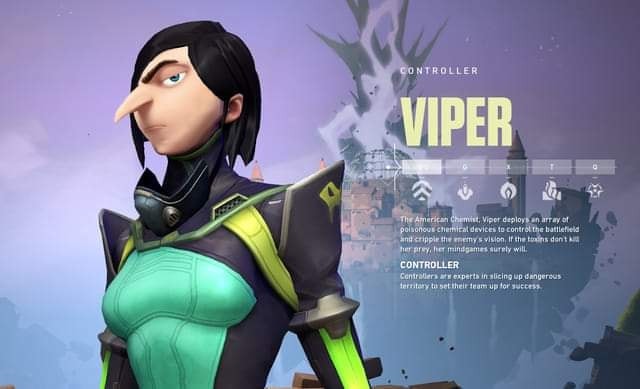 CONTROLLER
VIPER
Q X T Q
The American Chemist, Viper deploys an array of
poisonous chemical devices to control the battlefield
and cripple the enemy's vision. If the toxins don't kill
her prey, her mindgames surely will.
CONTROLLER
Controllers are experts in slicing up dangerous
territory to set their team up for success.